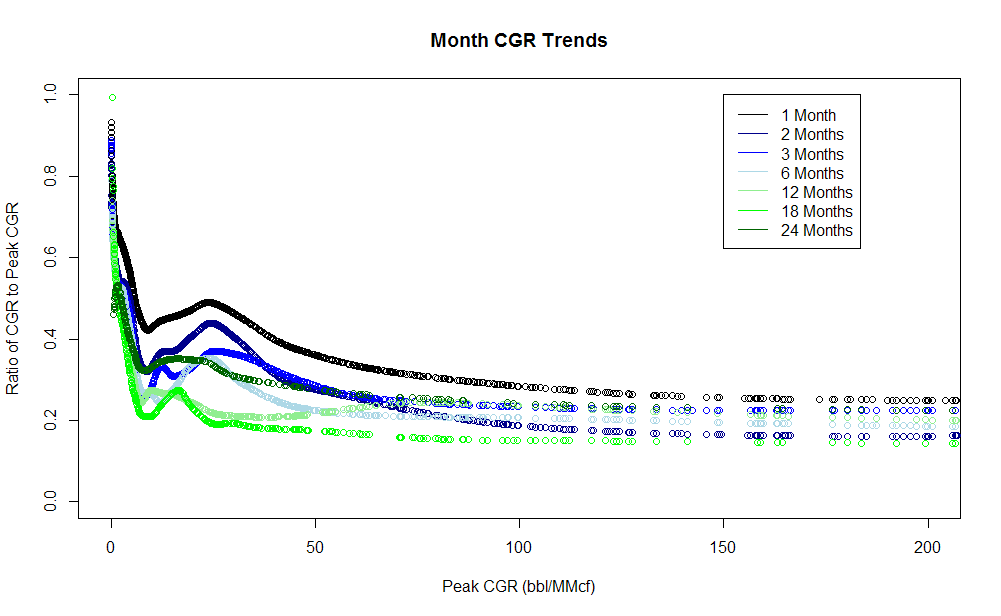 Month CGR Trends
Ratio of CGR to Peak CGR
1.0
0.8
0.6
0.4
0.2
0.0
1 Month
2 Months
3 Months
6 Months
12 Months
18 Months
24 Months
0 50 100 150 200
Peak CGR (bbl/MMcf)